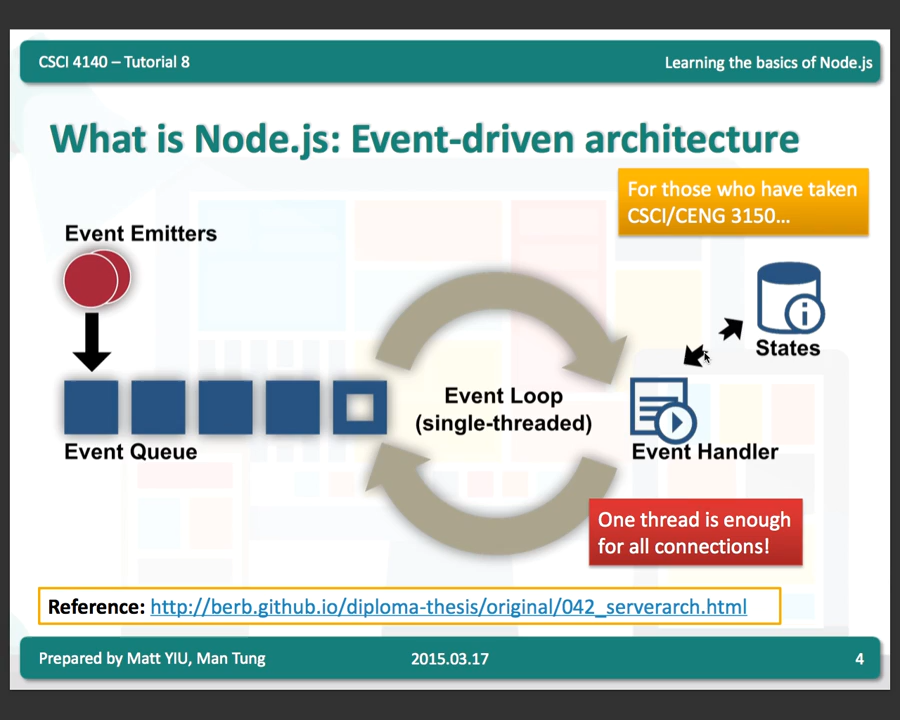 CSCI 4140 – Tutorial 8
Learning the basics of Node.js
What is Node.js: Event-driven architecture
For those who have taken
CSCI/CENG 3150...
Event Emitters
States
Event Loop
(single-threaded)
Event Queue
Event Handler
One thread is enough
for all connections!
Reference: http://berb.github.io/diploma-thesis/original/042_serverarch.html
Prepared by Matt YIU, Man Tung
2015.03.17
4